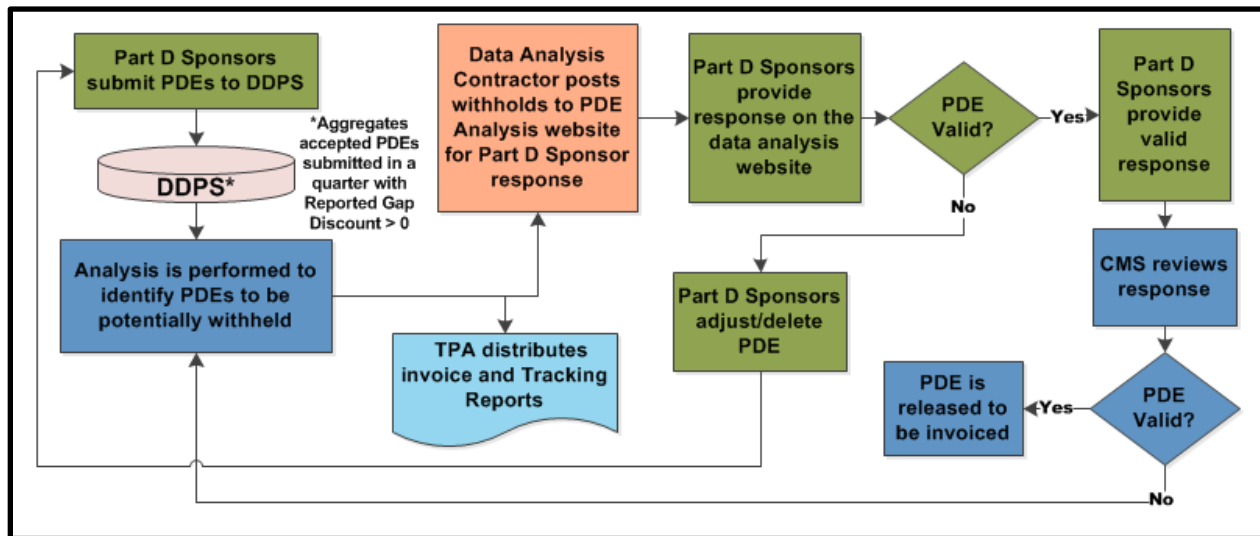 Part D Sponsors
submit PDEs to DDPS
*Aggregates
accepted PDEs
submitted in a
quarter with
Reported Gap
Discount > 0
DDPS*
Analysis is performed to
identify PDEs to be
potentially withheld
Data Analysis
Contractor posts
withholds to PDE
Analysis website
for Part D Sponsor
response
TPA distributes
invoice and Tracking
Reports
Part D Sponsors
provide
response on the
data analysis
website
PDE
Valid?
Yes
No
Part D Sponsors
adjust/delete
PDE
Part D
Sponsors
provide valid
response
CMS reviews
response
PDE
Valid?
Yes
PDE is
released to
be invoiced
No